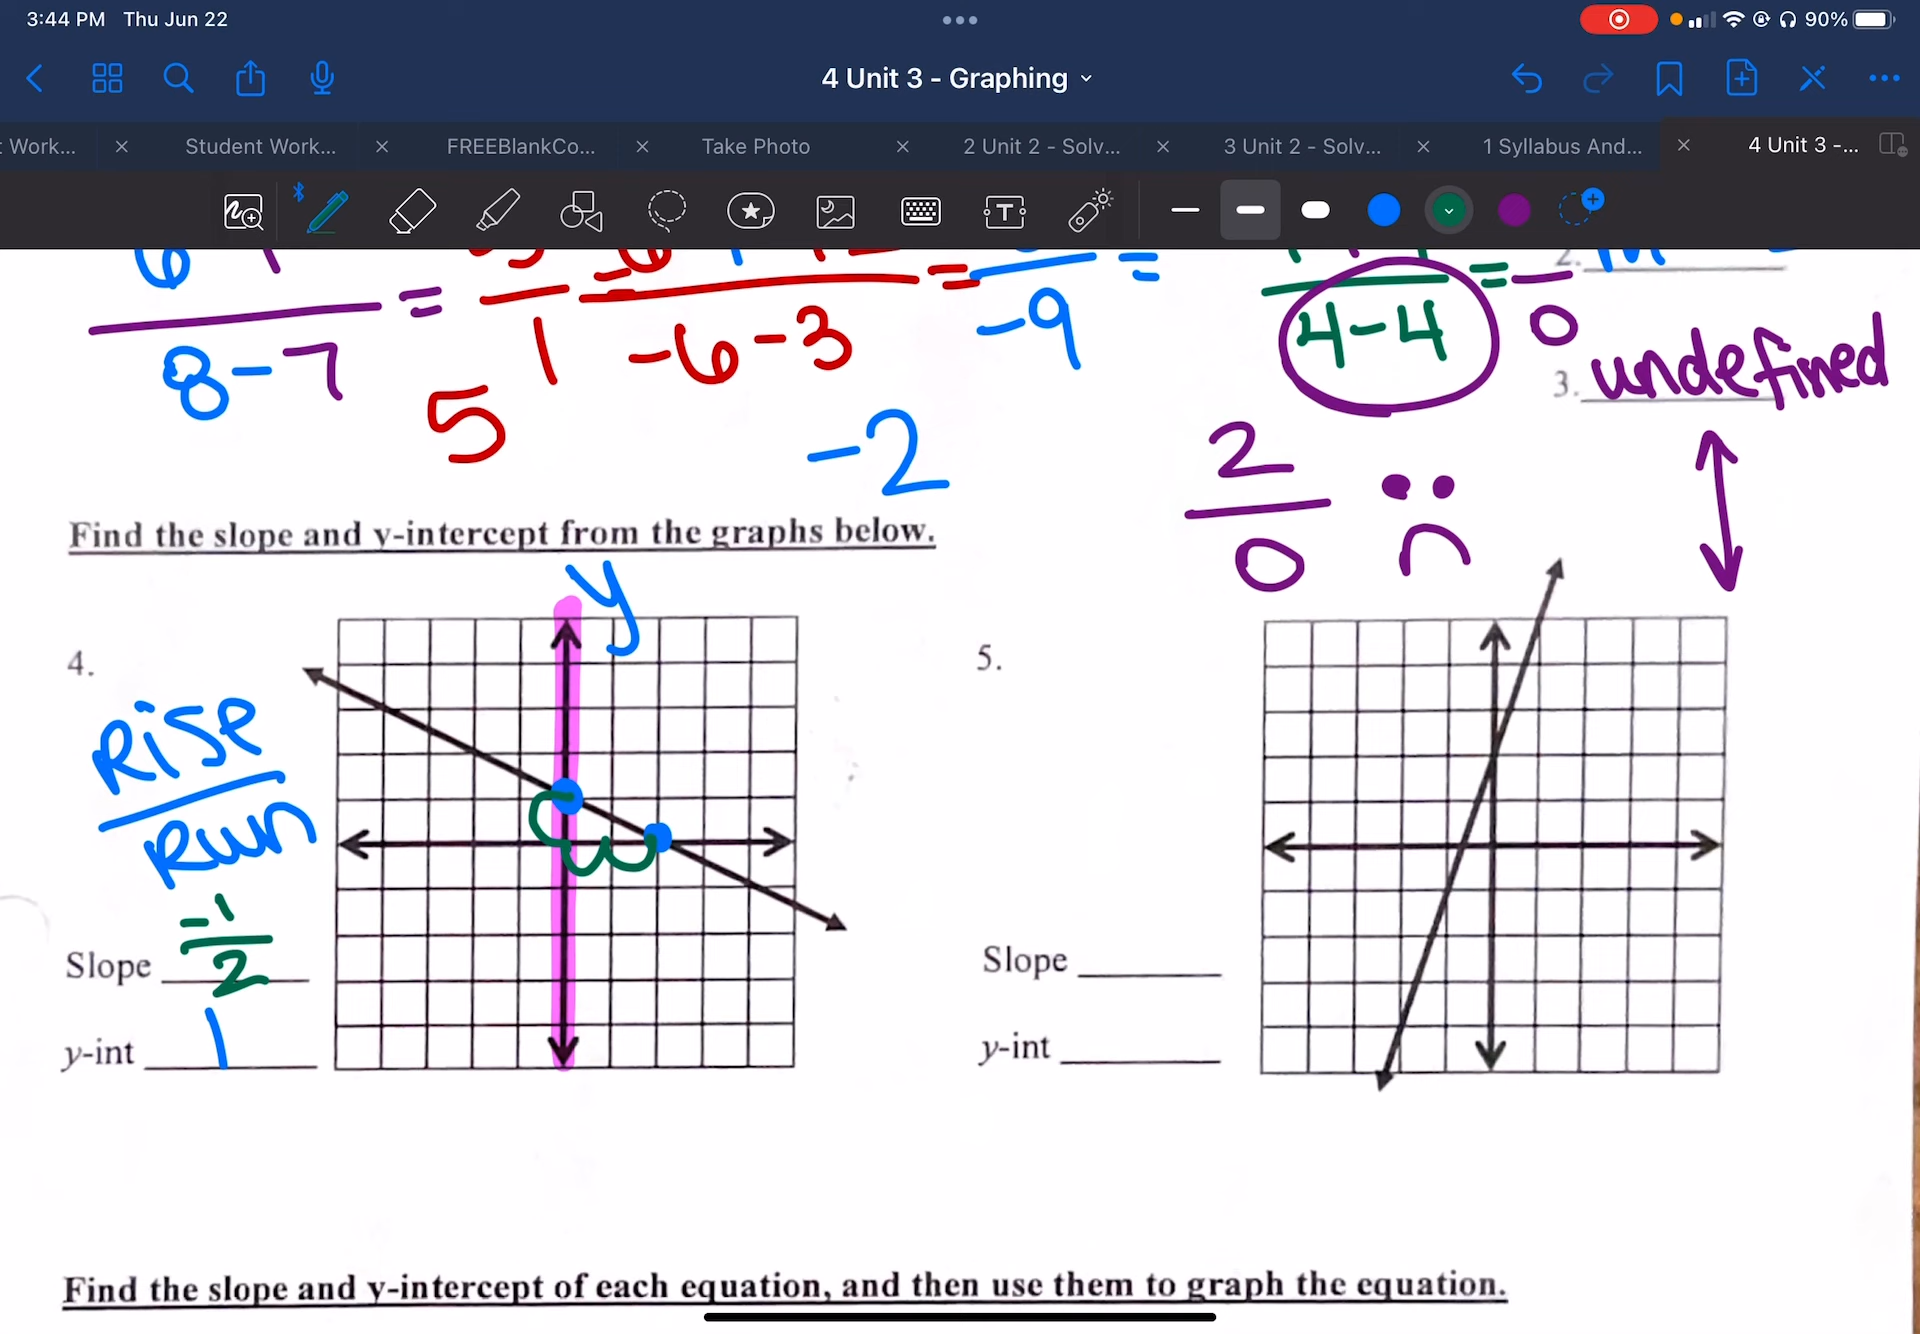 3:44 PM Thu Jun 22
90%
4 Unit 3 - Graphing
Work...
Student Work...
FREEBlankCo...
Take Photo
2 Unit 2 - Solv...
3 Unit 2 - Solv...
1 Syllabus And...
4 Unit 3 -...
=
=
=
=
8-7
1
-6-3
-9
4-4
0
2.
3. undefined
5
-2
2
0
Find the slope and y-intercept from the graphs below.
y
4.
Rise
Run
Slope -1
2
y-int 1
5.
Slope
y-int
Find the slope and y-intercept of each equation, and then use them to graph the equation.